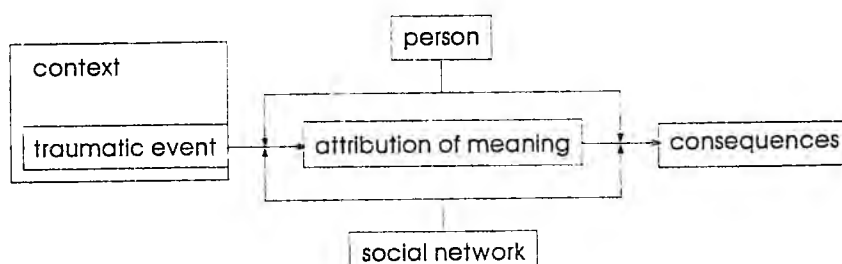 person
context
traumatic event
attribution of meaning
consequences
social network